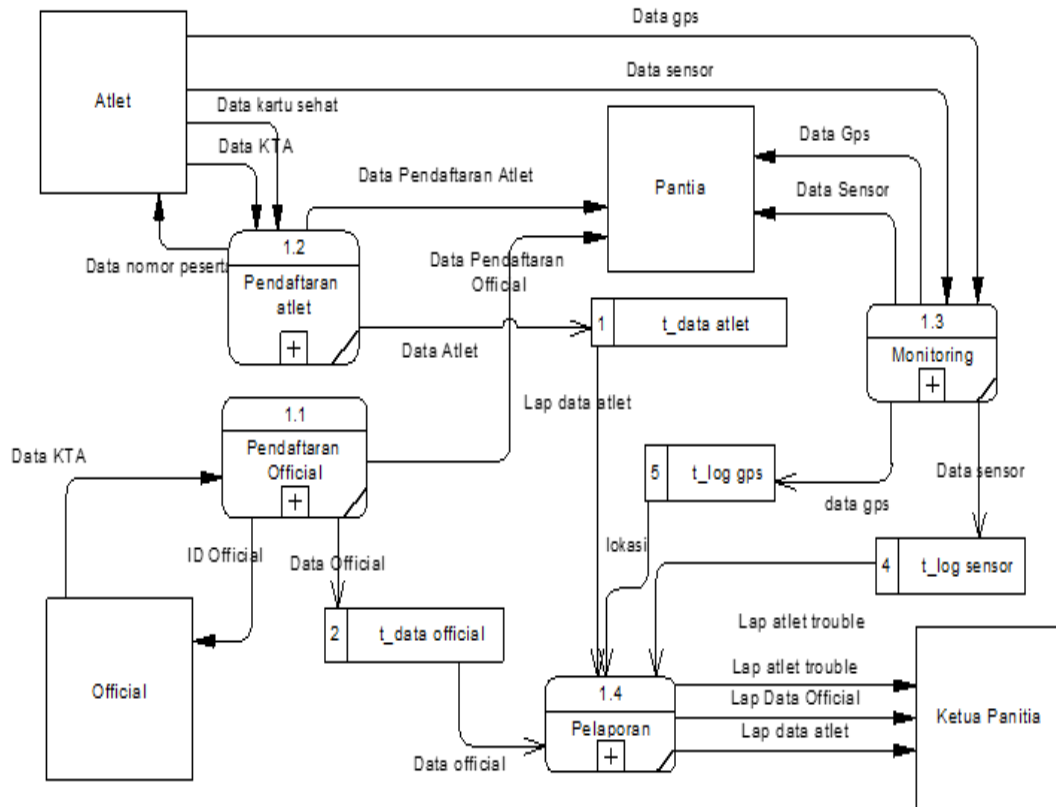 Data gps
Data sensor
Atlet
Data kartu sehat
Data KTA
Data Gps
Data Pendaftaran Atlet
Pantia
Data Sensor
1.2
Data nomor peserta
Pendaftaran
atlet
Data Pendaftaran
Official
1
t_data atlet
1.3
Monitoring
Data Atlet
Lap data atlet
1.1
Pendaftaran
Official
Data KTA
5
t_log gps
Data sensor
data gps
ID Official
Data Official
lokasi
4
t_log sensor
2
t_data official
Lap atlet trouble
Official
Lap atlet trouble
1.4
Lap Data Official
Pelaporan
Ketua Panitia
Lap data atlet
Data official